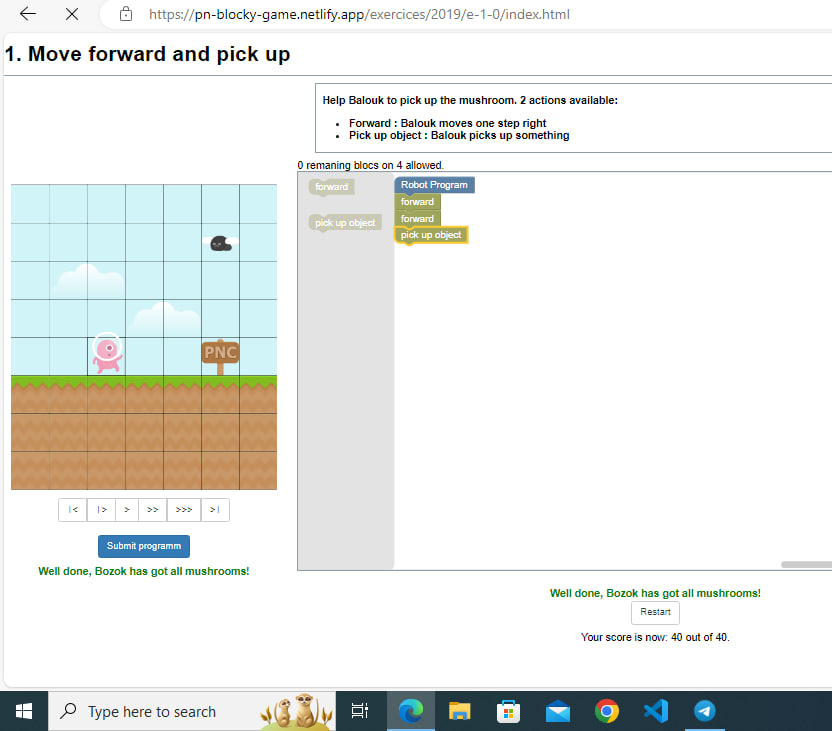 https://pn-blocky-game.netlify.app/exercices/2019/e-1-0/index.html
1. Move forward and pick up
Help Balouk to pick up the mushroom. 2 actions available:
• Forward : Balouk moves one step right
• Pick up object : Balouk picks up something
0 remaning blocs on 4 allowed.
forward
pick up object
Robot Program
forward
forward
pick up object
PNC
|<
|>
>
>>
>>>
>|
Submit programm
Well done, Bozok has got all mushrooms!
Well done, Bozok has got all mushrooms!
Restart
Your score is now: 40 out of 40.
Type here to search